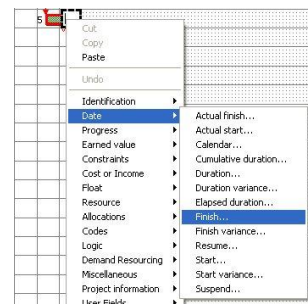 5
Cut
Copy
Paste
Undo
Identification
Date
Progress
Earned value
Constraints
Cost or Income
Float
Resource
Allocations
Codes
Logic
Demand Resourcing
Miscellaneous
Project information
User Fields
Actual finish...
Actual start...
Calendar...
Cumulative duration...
Duration...
Duration variance...
Elapsed duration...
Finish...
Finish variance...
Resume...
Start...
Start variance...
Suspend...